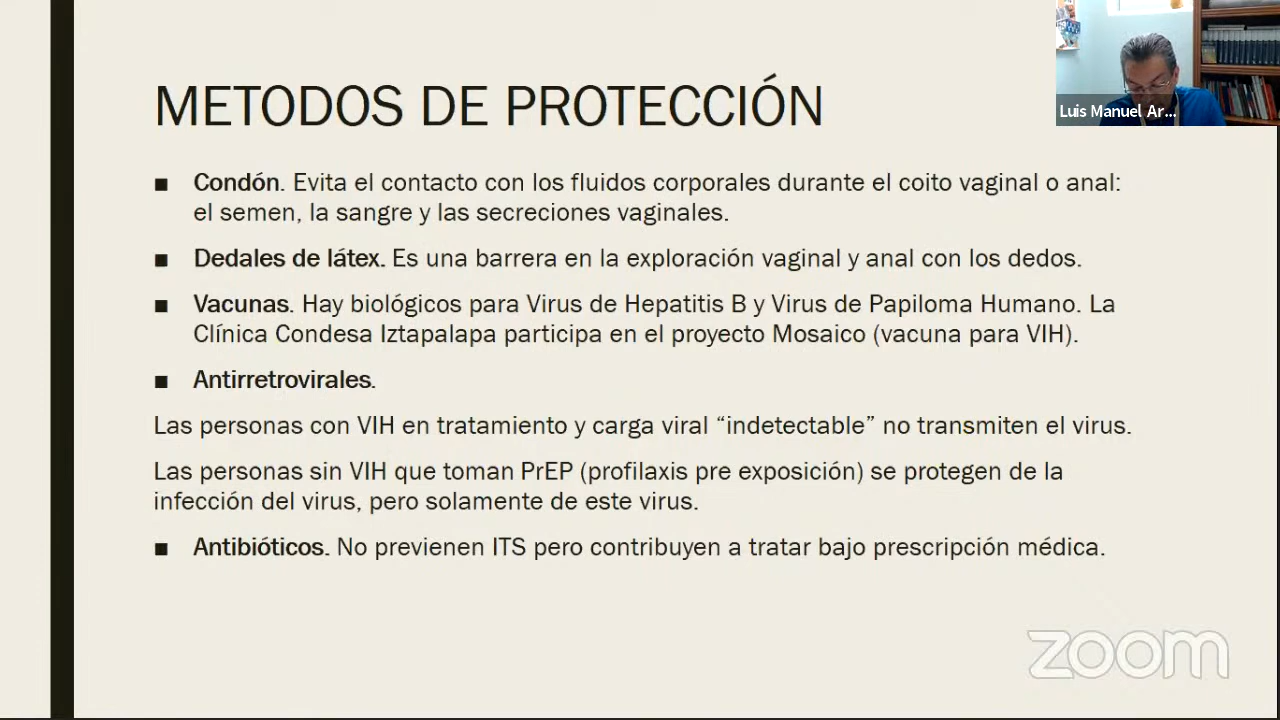 METODOS DE PROTECCIÓN
Luis Manuel Ar...
■ Condón. Evita el contacto con los fluidos corporales durante el coito vaginal o anal:
el semen, la sangre y las secreciones vaginales.
■ Dedales de látex. Es una barrera en la exploración vaginal y anal con los dedos.
■ Vacunas. Hay biológicos para Virus de Hepatitis B y Virus de Papiloma Humano. La
Clínica Condesa Iztapalapa participa en el proyecto Mosaico (vacuna para VIH).
■ Antirretrovirales.
Las personas con VIH en tratamiento y carga viral “indetectable” no transmiten el virus.
Las personas sin VIH que toman PrEP (profilaxis pre exposición) se protegen de la
infección del virus, pero solamente de este virus.
■ Antibióticos. No previenen ITS pero contribuyen a tratar bajo prescripción médica.
zoom